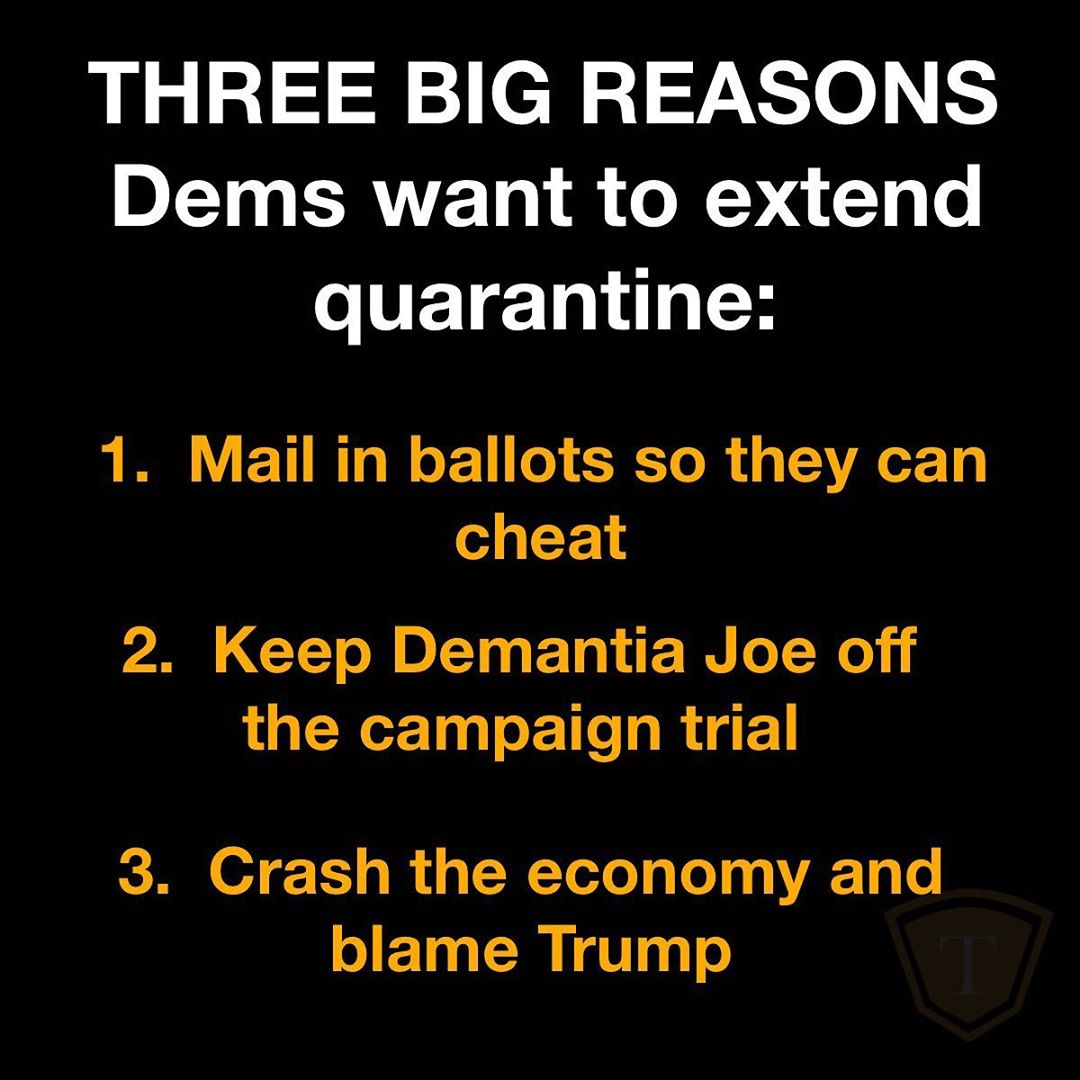 THREE BIG REASONS
Dems want to extend
quarantine:
1. Mail in ballots so they can
cheat
2. Keep Demantia Joe off
the campaign trial
3. Crash the economy and
blame Trump
T